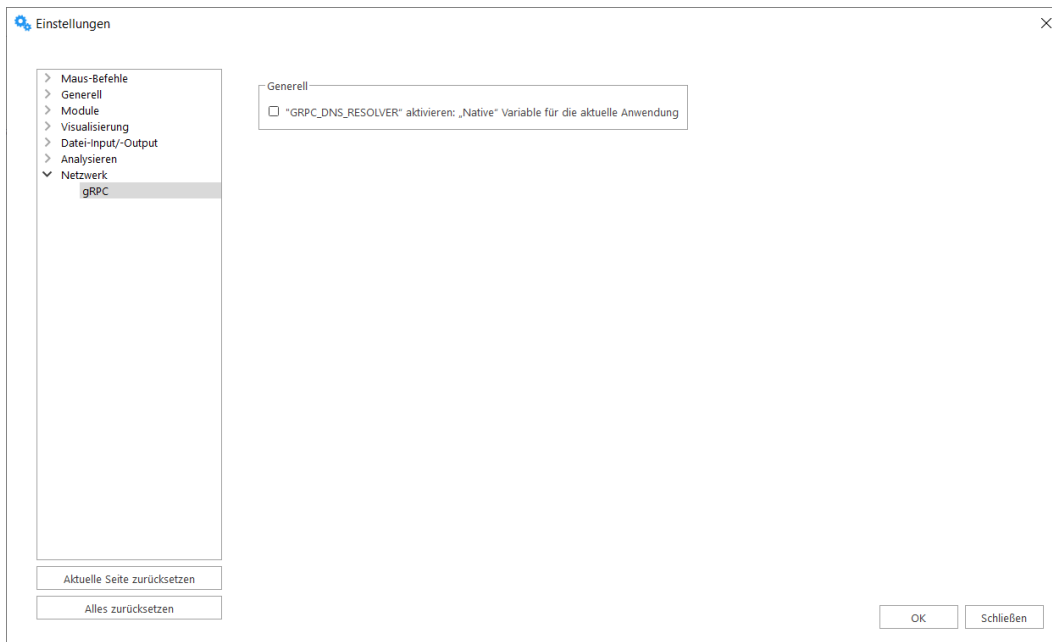 Einstellungen
Maus-Befehle
Generell
Module
Visualisierung
Datei-Input/-Output
Analysieren
Netzwerk
gRPC
Generell
"GRPC_DNS_RESOLVER“ aktivieren: „Native“ Variable für die aktuelle Anwendung
Aktuelle Seite zurücksetzen
Alles zurücksetzen
OK
Schließen